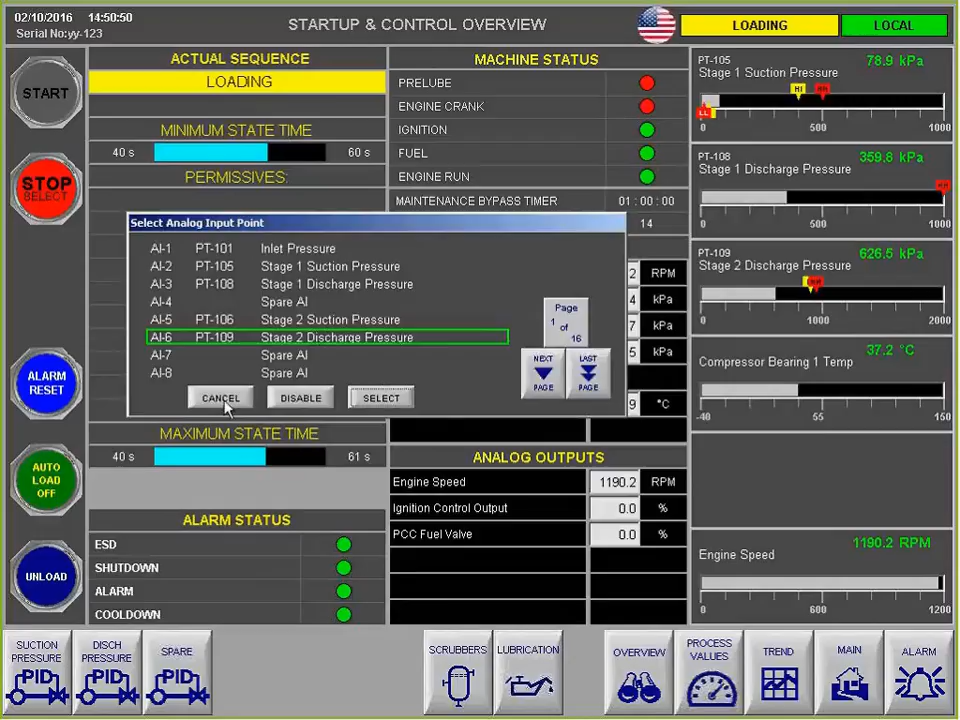 02/10/2016 14:50:50
Serial No:yy-123
STARTUP & CONTROL OVERVIEW
LOADING
LOCAL
START
STOP
SELECT
ALARM
RESET
AUTO
LOAD
OFF
UNLOAD
ACTUAL SEQUENCE
LOADING
MINIMUM STATE TIME
40 s
60 s
PERMISSIVES:
MACHINE STATUS
PRELUBE
ENGINE CRANK
IGNITION
FUEL
ENGINE RUN
MAINTENANCE BYPASS TIMER 01:00:00
14
Select Analog Input Point
AI-1 PT-101 Inlet Pressure
AI-2 PT-105 Stage 1 Suction Pressure
AI-3 PT-108 Stage 1 Discharge Pressure
AI-4 Spare AI
AI-5 PT-106 Stage 2 Suction Pressure
AI-6 PT-109 Stage 2 Discharge Pressure
AI-7 Spare AI
AI-8 Spare AI
Page
1
of
16
NEXT
PAGE
LAST
PAGE
CANCEL
DISABLE
SELECT
2 RPM
4 kPa
7 kPa
5 kPa
9 °C
MAXIMUM STATE TIME
40 s
61 s
ALARM STATUS
ESD
SHUTDOWN
ALARM
COOLDOWN
ANALOG OUTPUTS
Engine Speed 1190.2 RPM
Ignition Control Output 0.0 %
PCC Fuel Valve 0.0 %
PT-105 78.9 kPa
Stage 1 Suction Pressure
HI
HH
LL
0 500 1000
PT-108 359.8 kPa
Stage 1 Discharge Pressure
HH
0 500 1000
PT-109 626.5 kPa
Stage 2 Discharge Pressure
HH
0 1000 2000
37.2 °C
Compressor Bearing 1 Temp
-40 55 150
1190.2 RPM
Engine Speed
0 600 1200
SUCTION
PRESSURE
PID
DISCH
PRESSURE
PID
SPARE
PID
SCRUBBERS
LUBRICATION
OVERVIEW
PROCESS
VALUES
TREND
MAIN
ALARM